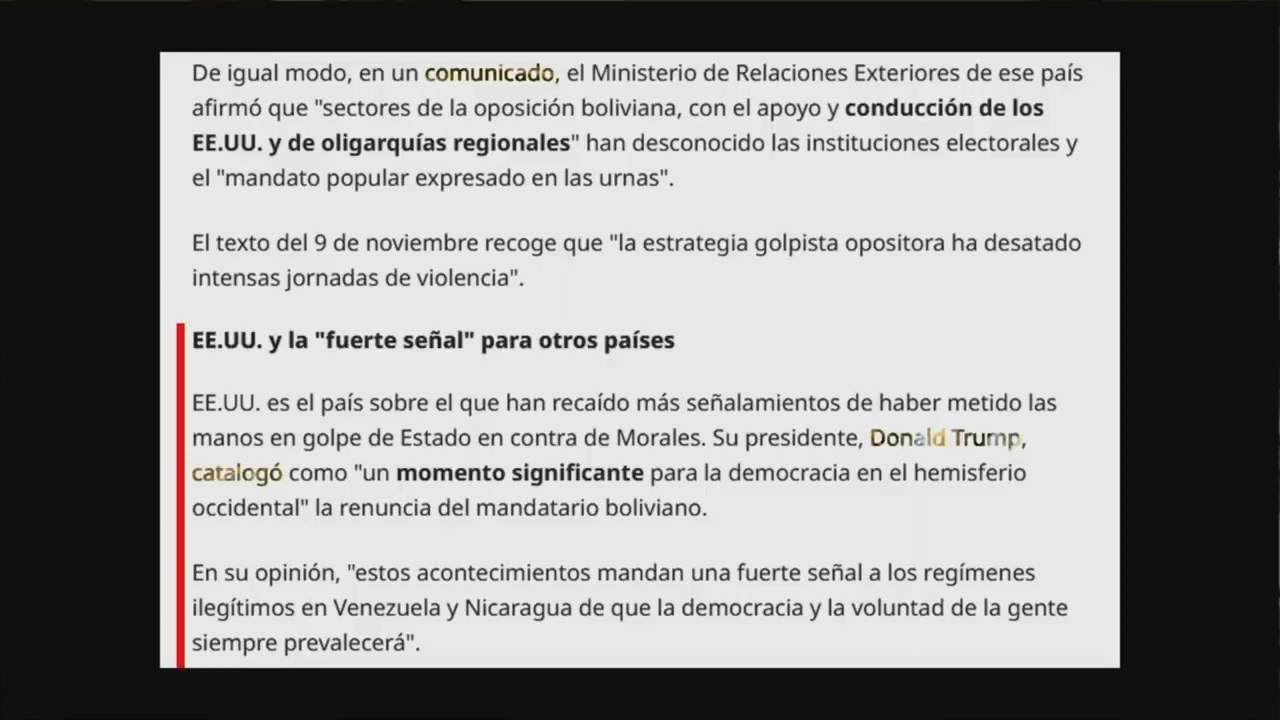 De igual modo, en un comunicado, el Ministerio de Relaciones Exteriores de ese país
afirmó que "sectores de la oposición boliviana, con el apoyo y conducción de los
EE.UU. y de oligarquías regionales" han desconocido las instituciones electorales y
el "mandato popular expresado en las urnas".
El texto del 9 de noviembre recoge que "la estrategia golpista opositora ha desatado
intensas jornadas de violencia".
EE.UU. y la "fuerte señal" para otros países
EE.UU. es el país sobre el que han recaído más señalamientos de haber metido las
manos en golpe de Estado en contra de Morales. Su presidente, Donald Trump,
catalogó como "un momento significante para la democracia en el hemisferio
occidental" la renuncia del mandatario boliviano.
En su opinión, "estos acontecimientos mandan una fuerte señal a los regímenes
ilegítimos en Venezuela y Nicaragua de que la democracia y la voluntad de la gente
siempre prevalecerá".